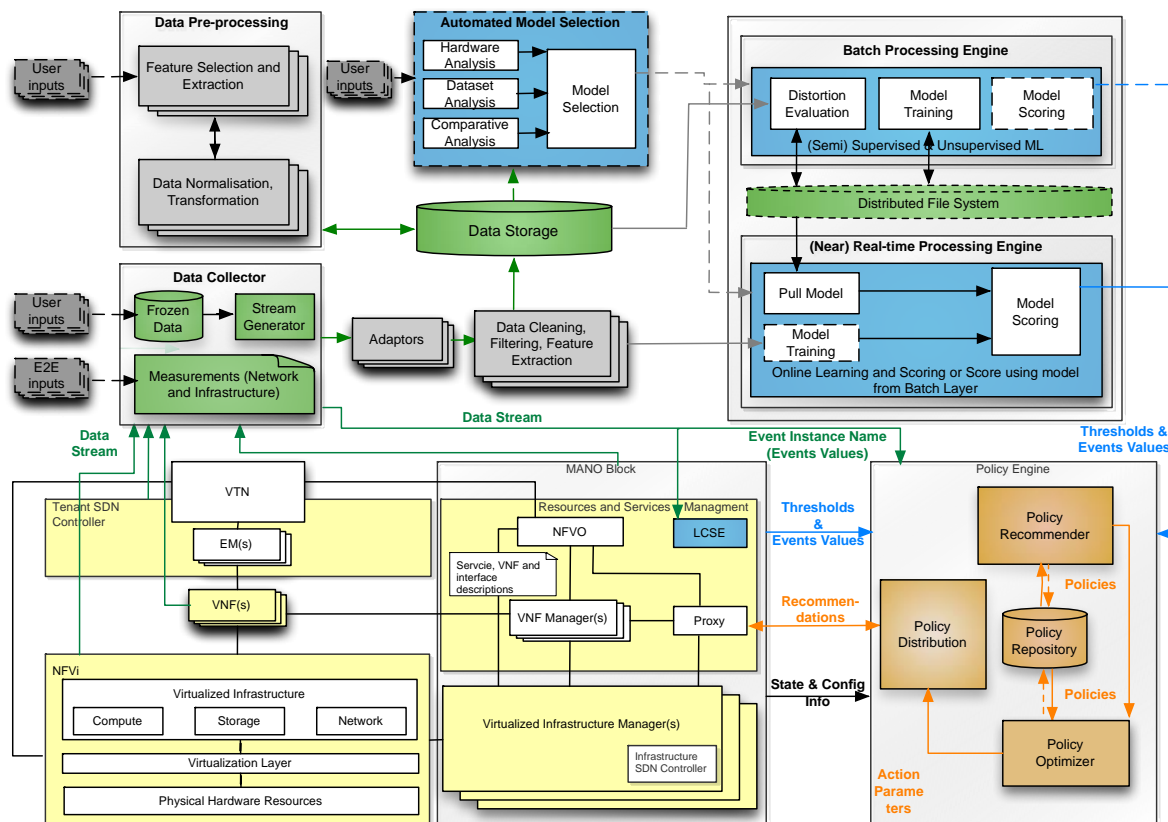 Data Pre-processing
User
inputs
Feature Selection and
Extraction
Data Normalisation,
Transformation
Automated Model Selection
User
inputs
Hardware
Analysis
Dataset
Analysis
Comparative
Analysis
Model
Selection
Batch Processing Engine
Distortion
Evaluation
Model
Training
Model
Scoring
(Semi) Supervised & Unsupervised ML
Distributed File System
Data Storage
(Near) Real-time Processing Engine
Pull Model
Model
Training
Model
Scoring
Online Learning and Scoring or Score using model
from Batch Layer
Data Collector
User
inputs
Frozen
Data
Stream
Generator
E2E
inputs
Measurements (Network
and Infrastructure)
Adaptors
Data Cleaning,
Filtering, Feature
Extraction
Data Stream
Data
Stream
Event Instance Name
(Events Values)
Thresholds &
Events Values
VTN
Tenant SDN
Controller
EM(s)
VNF(s)
MANO Block
Resources and Services Managment
NFVO
LCSE
Servcie, VNF and
interface
descriptions
VNF Manager(s)
Proxy
Thresholds
&
Events Values
Recommen-
dations
State & Config
Info
NFVi
Virtualized Infrastructure
Compute
Storage
Network
Virtualization Layer
Physical Hardware Resources
Virtualized Infrastructure Manager(s)
Infrastructure
SDN Controller
Policy Engine
Policy
Recommender
Policies
Policy
Distribution
Policy
Repository
Policies
Policy
Optimizer
Action
Parame
ters